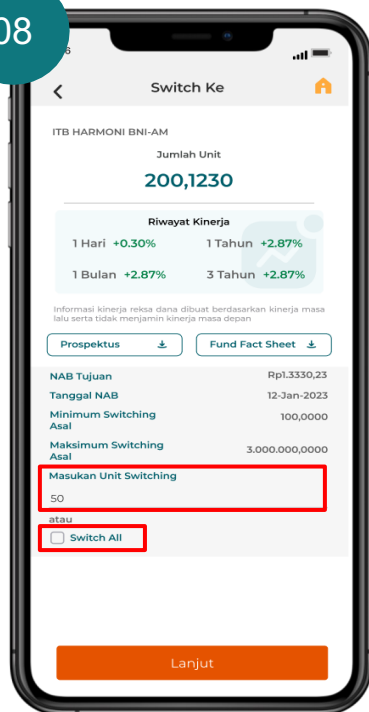 08
6
Switch Ke
ITB HARMONI BNI-AM
Jumlah Unit
200,1230
Riwayat Kinerja
1 Hari +0.30% 1 Tahun +2.87%
1 Bulan +2.87% 3 Tahun +2.87%
Informasi kinerja reksa dana dibuat berdasarkan kinerja masa
lalu serta tidak menjamin kinerja masa depan
Prospektus Fund Fact Sheet
NAB Tujuan Rp1.3330,23
Tanggal NAB 12-Jan-2023
Minimum Switching
Asal 100,0000
Maksimum Switching
Asal 3.000.000,0000
Masukan Unit Switching
50
atau
Switch All
Lanjut